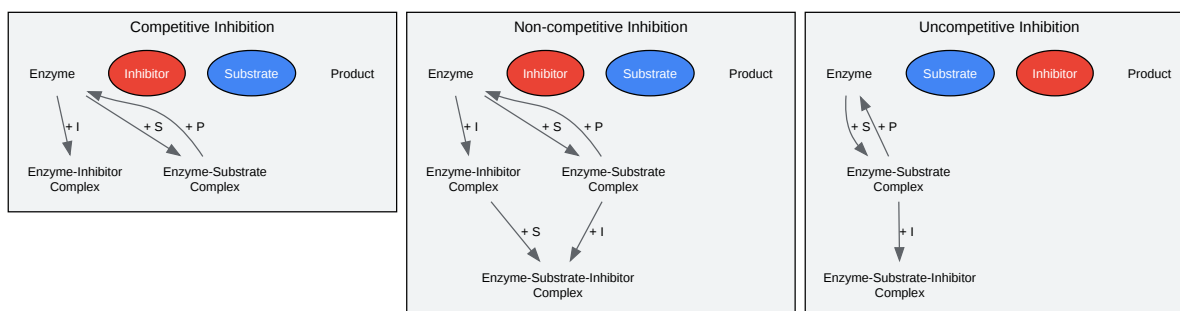 Competitive Inhibition
Enzyme
Inhibitor
Substrate
Product
+ I
+ S
+ P
Enzyme-Inhibitor
Complex
Enzyme-Substrate
Complex
Non-competitive Inhibition
Enzyme
Inhibitor
Substrate
Product
+ I
+ S
+ P
Enzyme-Inhibitor
Complex
Enzyme-Substrate
Complex
+ S
+ I
Enzyme-Substrate-Inhibitor
Complex
Uncompetitive Inhibition
Enzyme
Substrate
Inhibitor
Product
+ S
+ P
Enzyme-Substrate
Complex
+ I
Enzyme-Substrate-Inhibitor
Complex